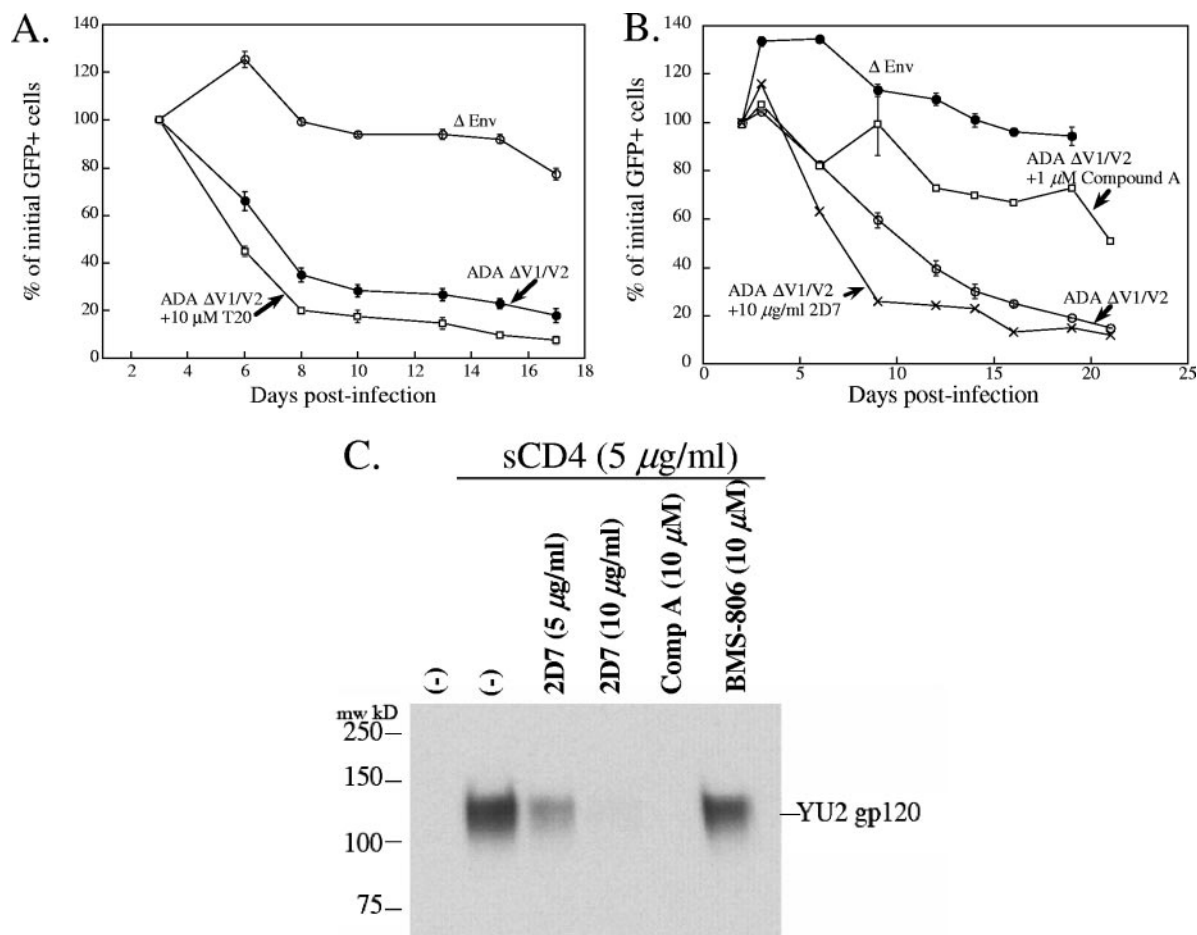 A.
140
120
100
80
60
40
20
0
% of initial GFP+ cells
Δ Env
ADA ΔV1/V2
ADA ΔV1/V2
+10 µM T20
2 4 6 8 10 12 14 16 18
Days post-infection
B.
140
120
100
80
60
40
20
0
% of initial GFP+ cells
Δ Env
ADA ΔV1/V2
+1 µM Compound A
ADA ΔV1/V2
+10 µg/ml 2D7
ADA ΔV1/V2
0 5 10 15 20 25
Days post-infection
C.
sCD4 (5 µg/ml)
(-)
(-)
2D7 (5 µg/ml)
2D7 (10 µg/ml)
Comp A (10 µM)
BMS-806 (10 µM)
mw kD
250
150
100
75
YU2 gp120